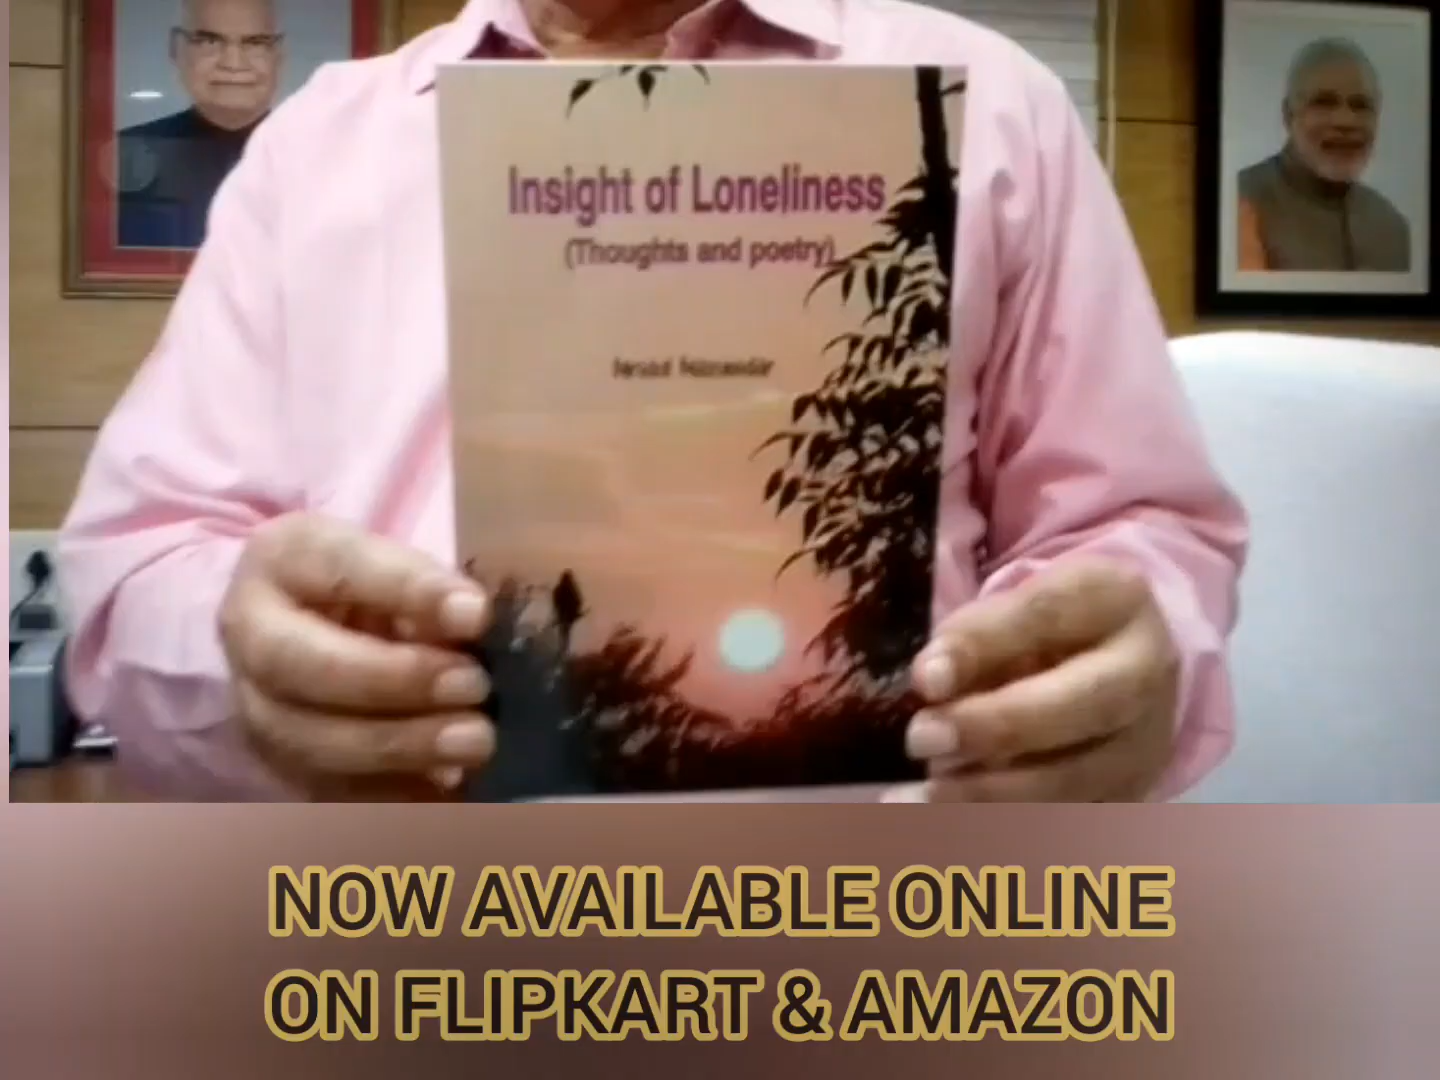 Insight of Loneliness
(Thoughts and poetry)
NOW AVAILABLE ONLINE
ON FLIPKART & AMAZON